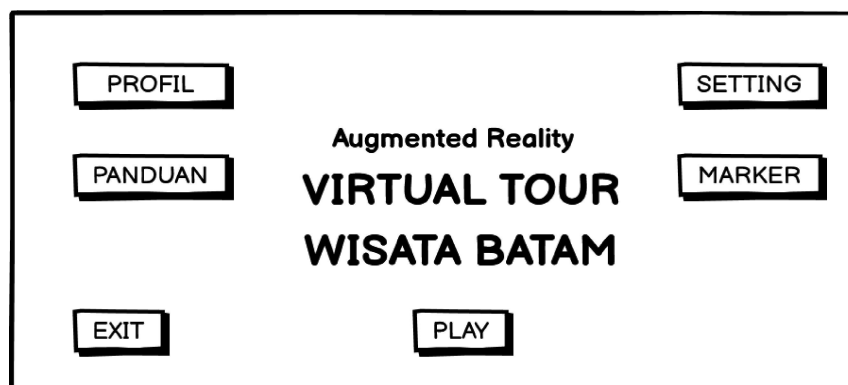 PROFIL
SETTING
Augmented Reality
PANDUAN
MARKER
VIRTUAL TOUR
WISATA BATAM
EXIT
PLAY